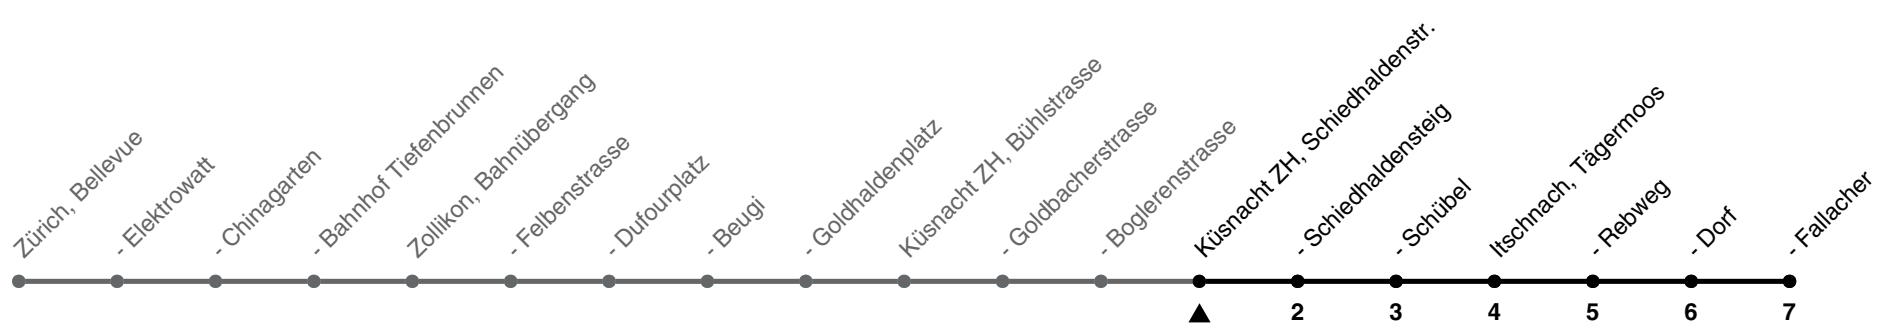 Zürich, Bellevue
- Elektrowatt
- Chinagarten
- Bahnhof Tiefenbrunnen
Zollikon, Bahnübergang
- Felbenstrasse
- Dufourplatz
- Beugi
- Goldhaldenplatz
Küsnacht ZH, Bühlstrasse
- Goldbacherstrasse
- Boglerenstrasse
Küsnacht ZH, Schiedhaldenstr.
- Schiedhaldensteig
- Schübel
Itschnach, Tägermoos
- Rebweg
- Dorf
- Fallacher
2 3 4 5 6 7